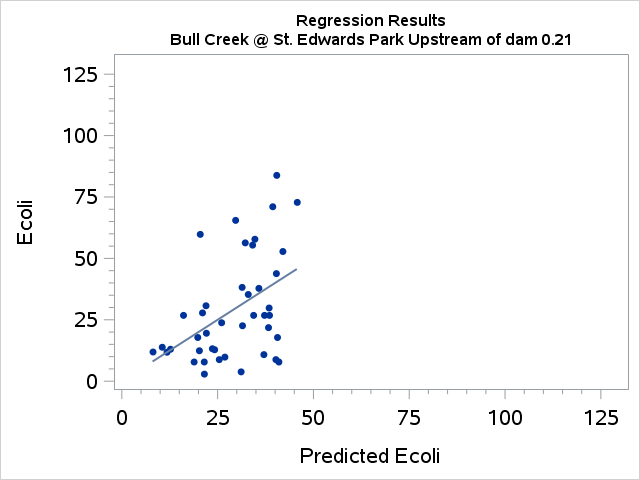 Regression Results
Bull Creek @ St. Edwards Park Upstream of dam 0.21
125
100
75
50
25
0
Ecoli
0 25 50 75 100 125
Predicted Ecoli